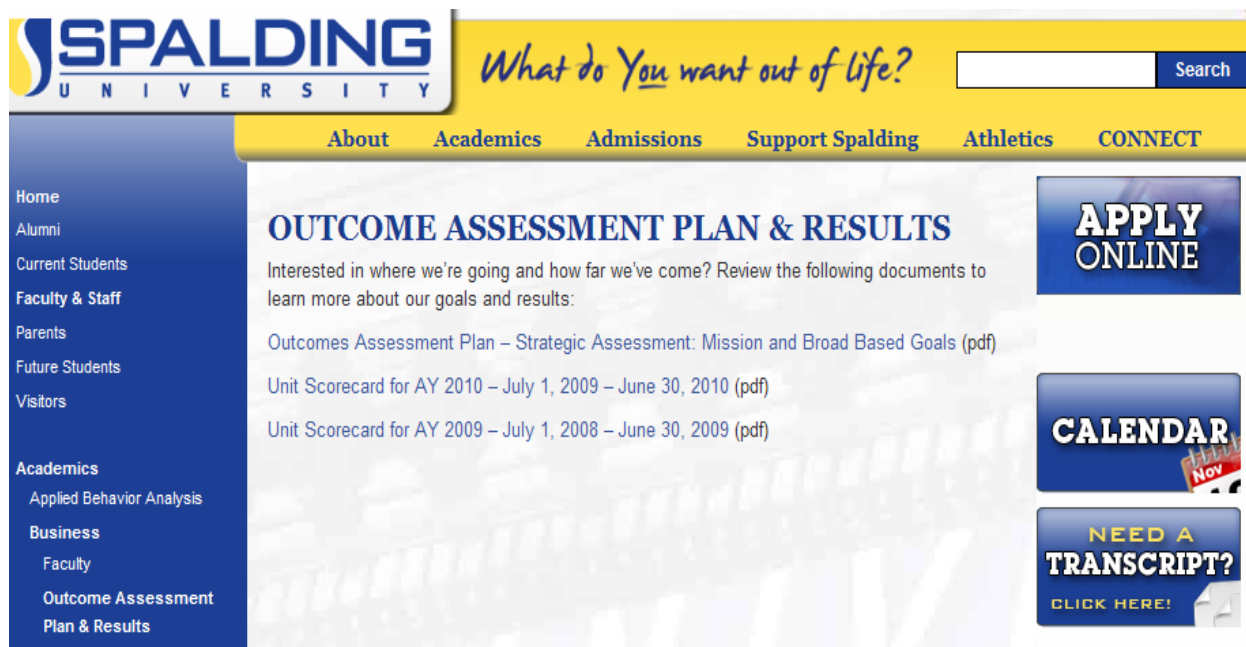 SPALDING
UNIVERSITY
What do You want out of life?
Search
About Academics Admissions Support Spalding Athletics CONNECT
Home
Alumni
Current Students
Faculty & Staff
Parents
Future Students
Visitors
Academics
Applied Behavior Analysis
Business
Faculty
Outcome Assessment
Plan & Results
OUTCOME ASSESSMENT PLAN & RESULTS
Interested in where we're going and how far we've come? Review the following documents to
learn more about our goals and results:
Outcomes Assessment Plan – Strategic Assessment: Mission and Broad Based Goals (pdf)
Unit Scorecard for AY 2010 – July 1, 2009 – June 30, 2010 (pdf)
Unit Scorecard for AY 2009 – July 1, 2008 – June 30, 2009 (pdf)
APPLY
ONLINE
CALENDAR
Nov
NEED A
TRANSCRIPT?
CLICK HERE!